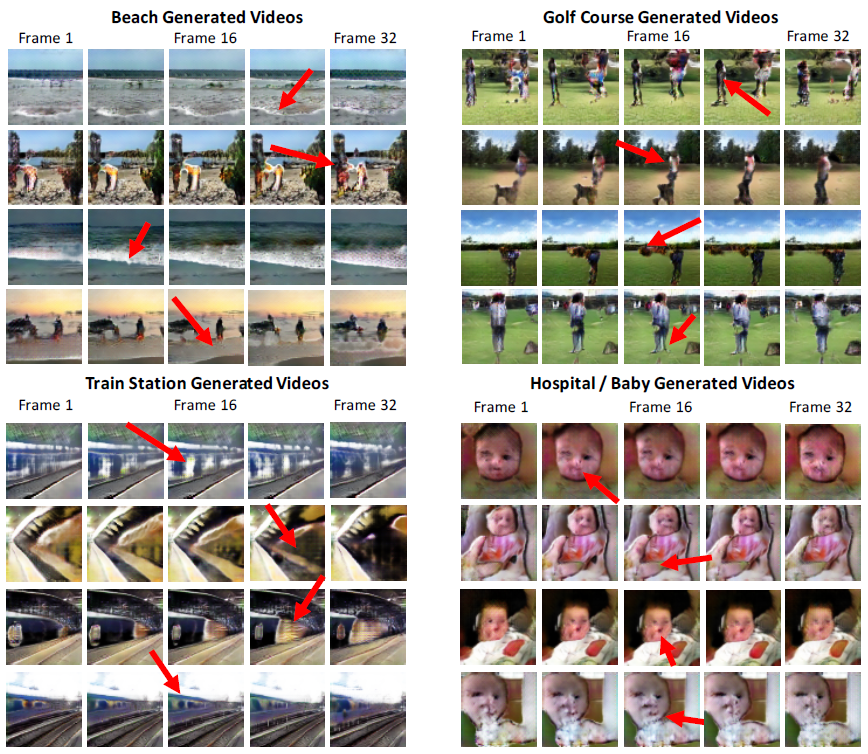 Beach Generated Videos
Frame 1 Frame 16 Frame 32
Golf Course Generated Videos
Frame 1 Frame 16 Frame 32
Train Station Generated Videos
Frame 1 Frame 16 Frame 32
Hospital / Baby Generated Videos
Frame 1 Frame 16 Frame 32